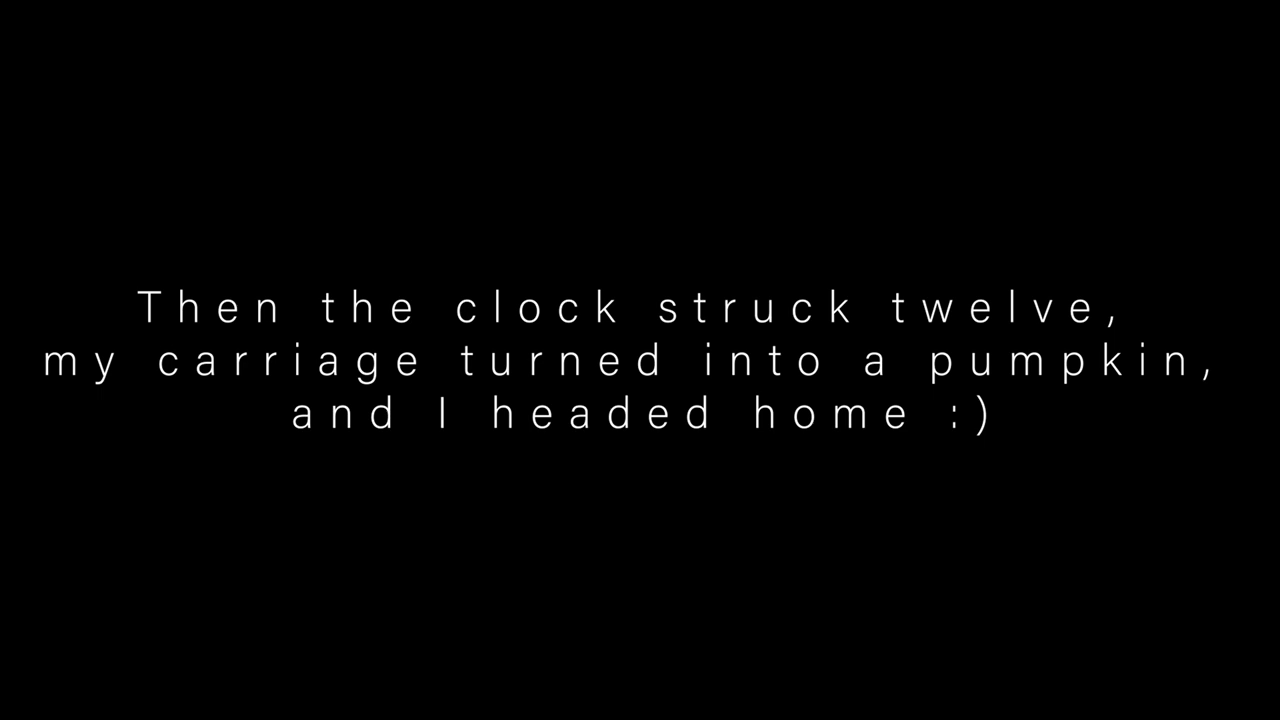 Then the clock struck twelve,
my carriage turned into a pumpkin,
and I headed home :)